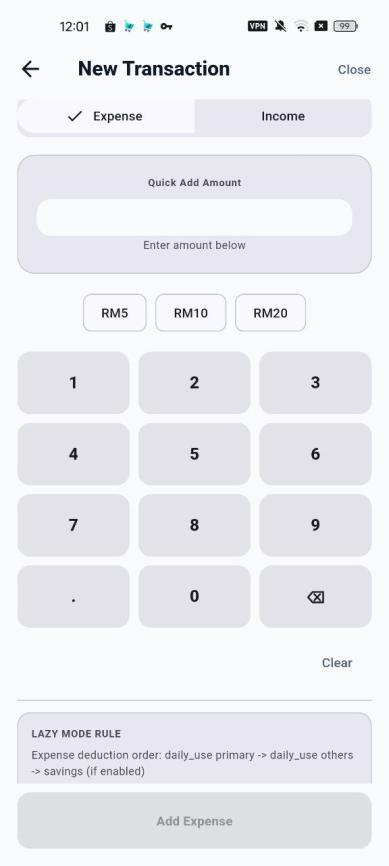 12:01
VPN
99
New Transaction
Close
Expense
Income
Quick Add Amount
Enter amount below
RM5
RM10
RM20
1
2
3
4
5
6
7
8
9
.
0
Clear
LAZY MODE RULE
Expense deduction order: daily_use primary -> daily_use others
-> savings (if enabled)
Add Expense